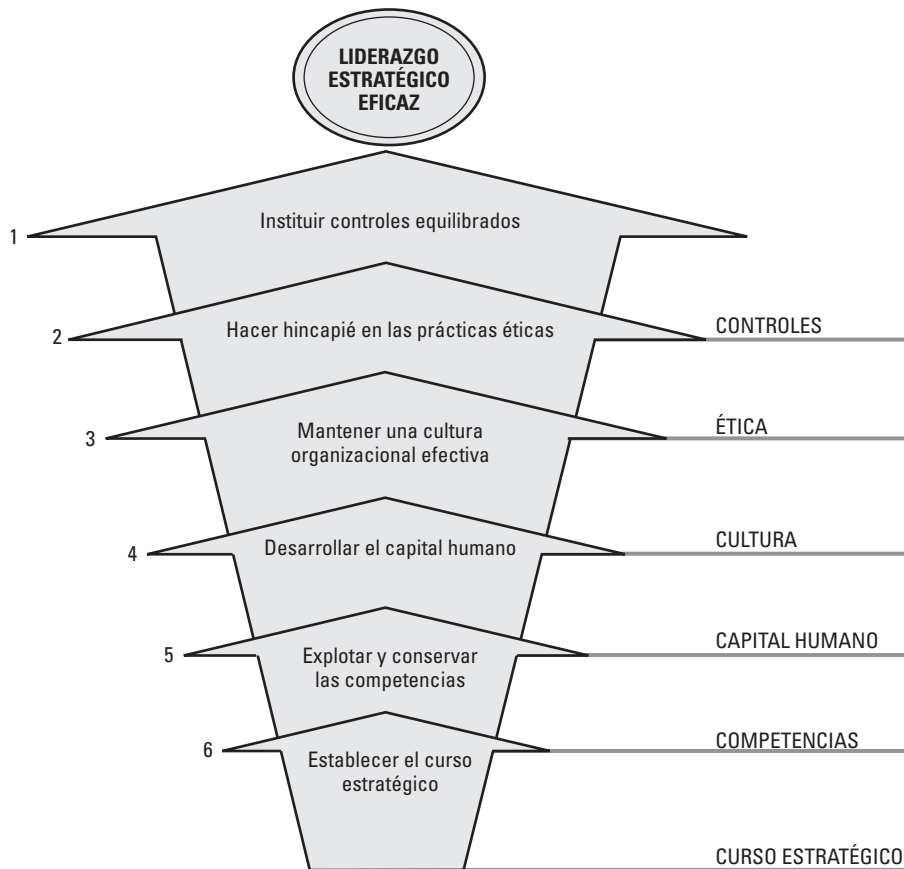 LIDERAZGO
ESTRATÉGICO
EFICAZ
Instituir controles equilibrados
1
Hacer hincapié en las prácticas éticas
CONTROLES
2
Mantener una cultura
organizacional efectiva
ÉTICA
3
Desarrollar el capital humano
CULTURA
4
Explotar y conservar
las competencias
CAPITAL HUMANO
5
Establecer el curso
estratégico
COMPETENCIAS
6
CURSO ESTRATÉGICO